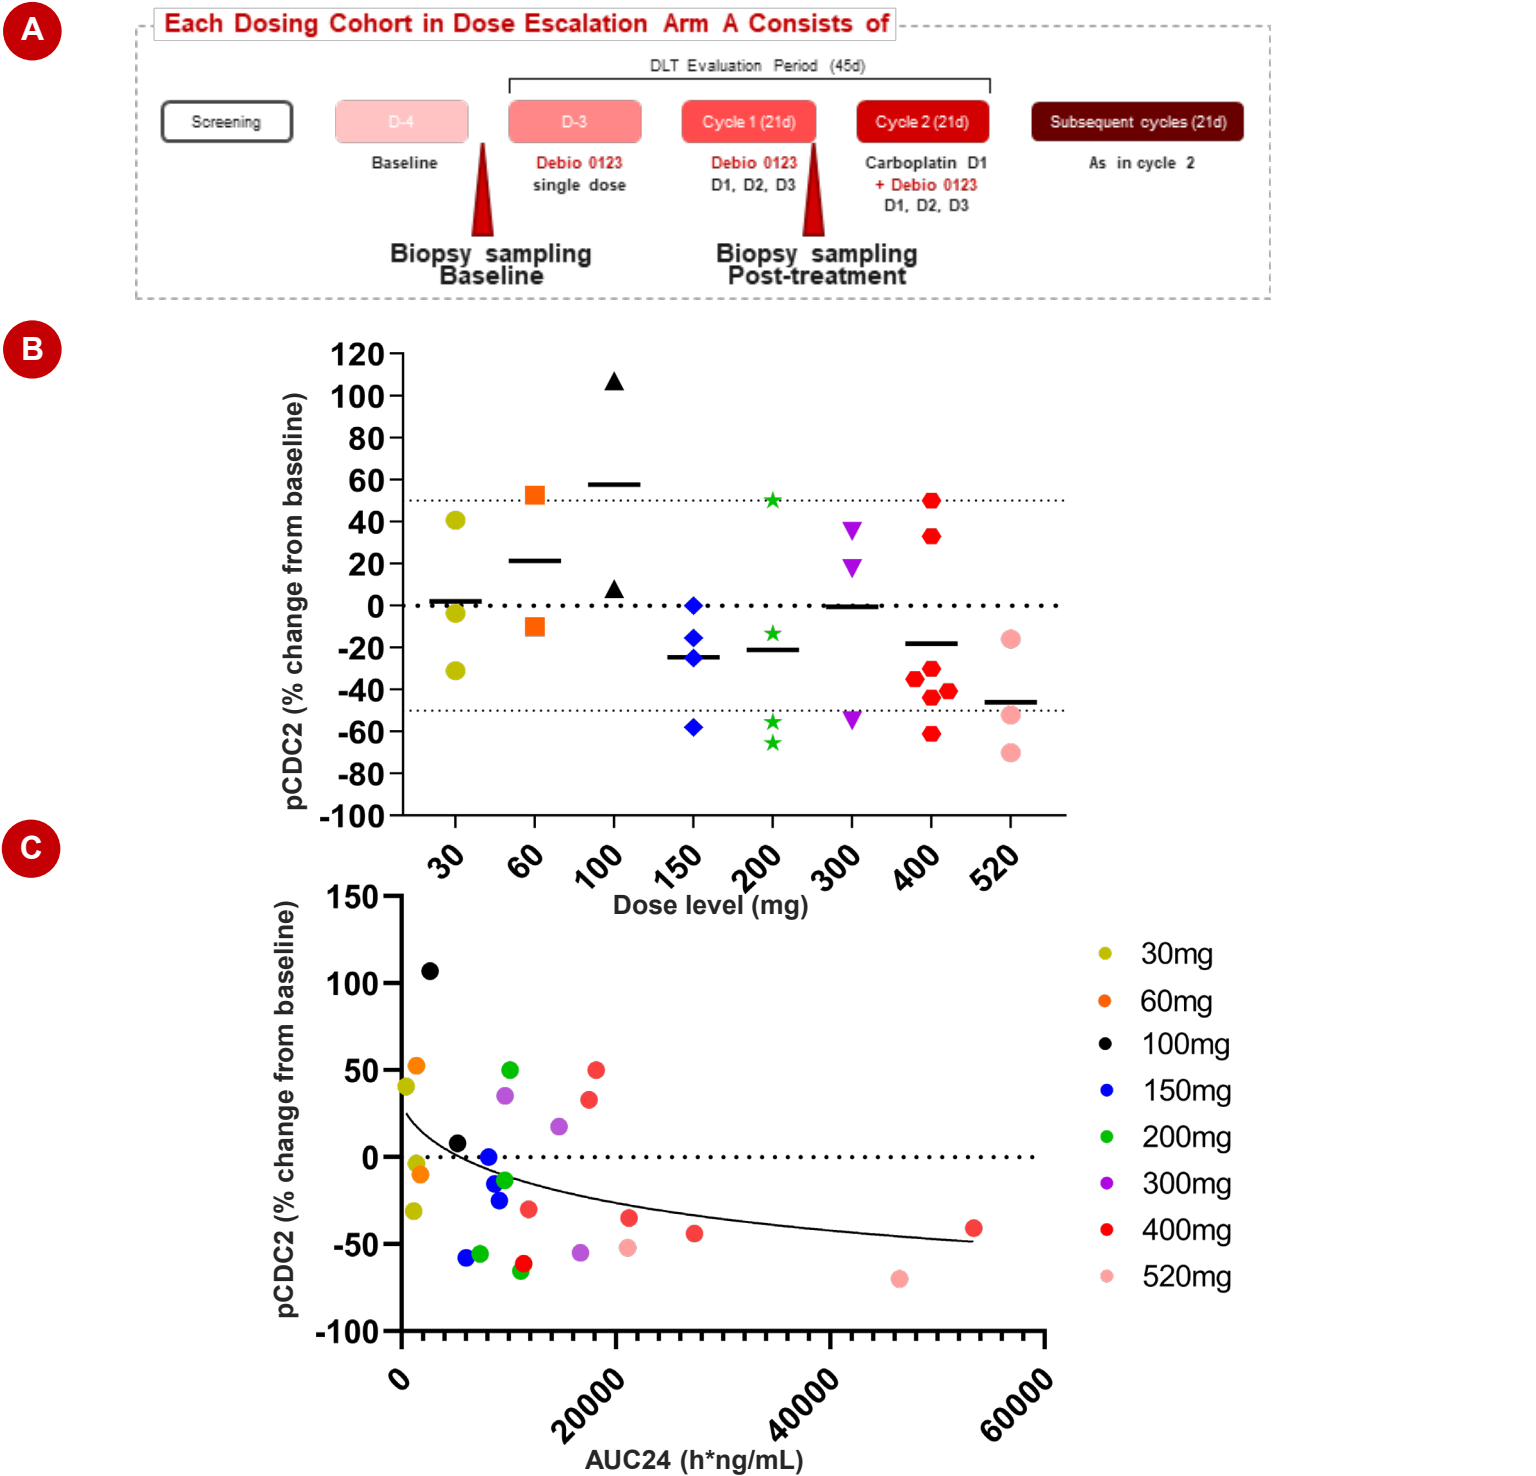 A
Each Dosing Cohort in Dose Escalation Arm A Consists of
DLT Evaluation Period (45d)
Screening
D-4
D-3
Cycle 1 (21d)
Cycle 2 (21d)
Subsequent cycles (21d)
Baseline
Debio 0123
single dose
Debio 0123
D1, D2, D3
Carboplatin D1
+ Debio 0123
D1, D2, D3
As in cycle 2
Biopsy sampling
Baseline
Biopsy sampling
Post-treatment
B
pCDC2 (% change from baseline)
120
100
80
60
40
20
0
-20
-40
-60
-80
-100
30
60
100
150
200
300
400
520
Dose level (mg)
C
pCDC2 (% change from baseline)
150
100
50
0
-50
-100
0
20000
40000
60000
AUC24 (h*ng/mL)
30mg
60mg
100mg
150mg
200mg
300mg
400mg
520mg